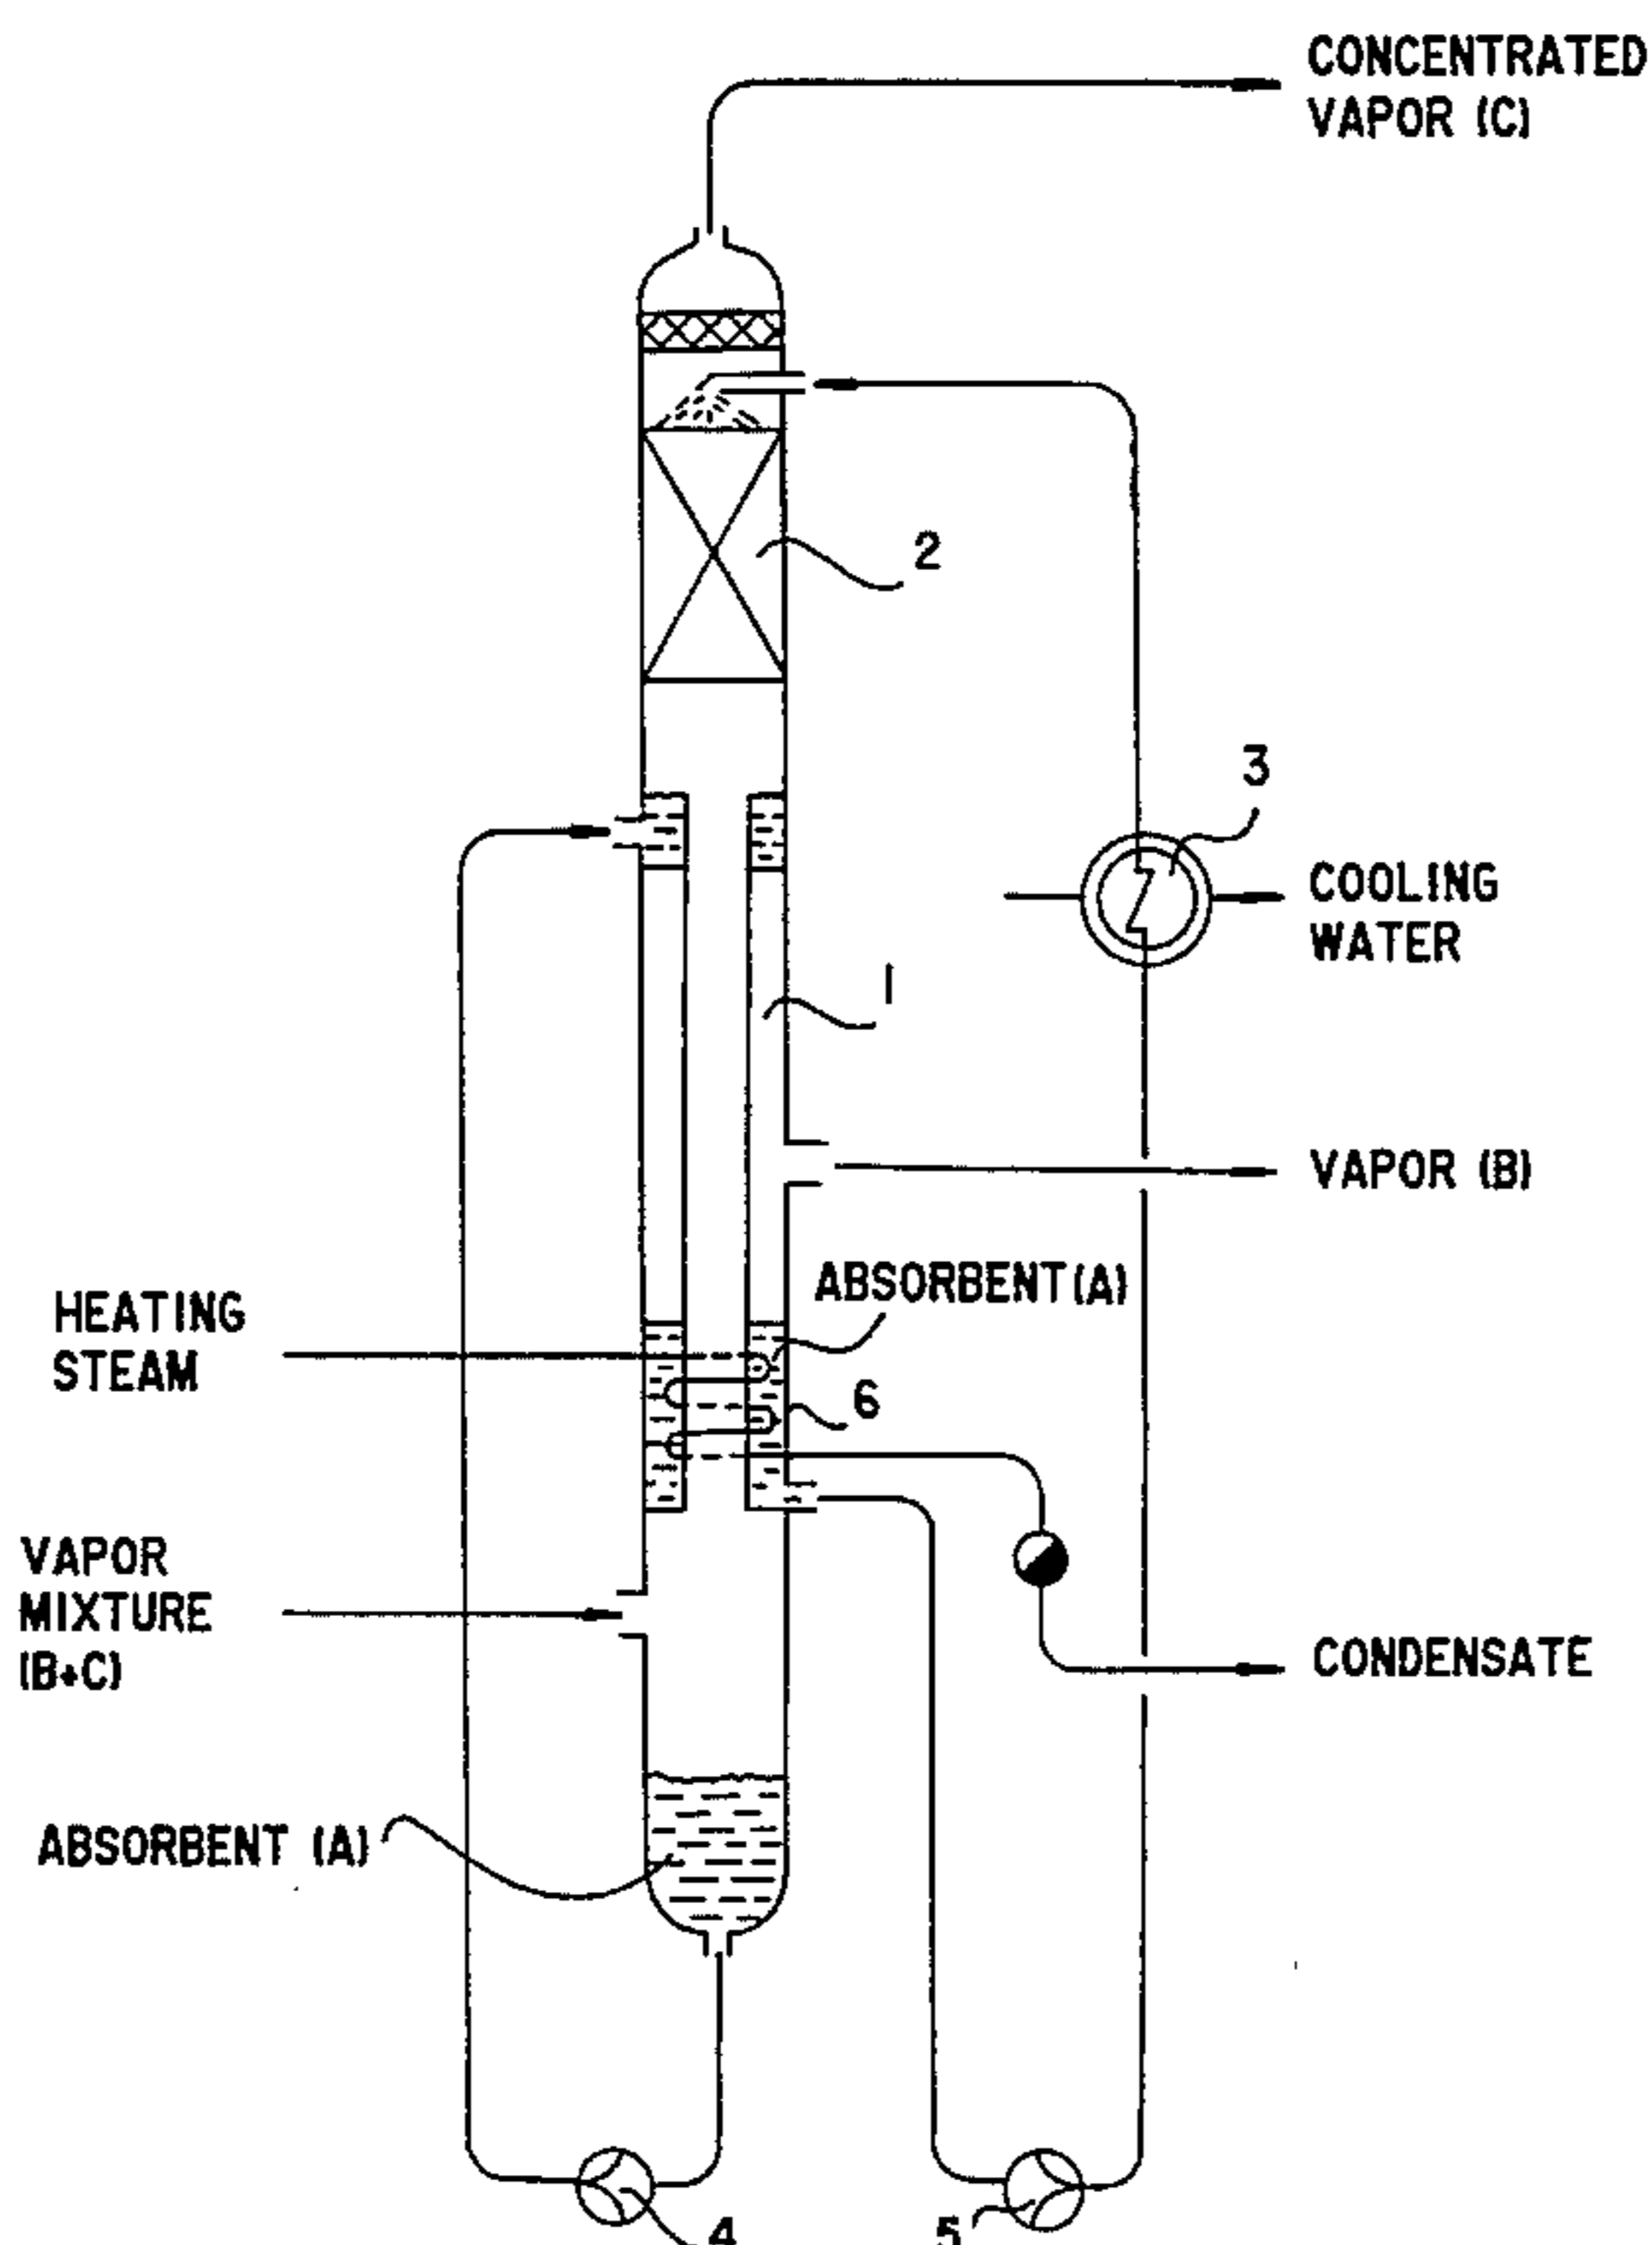 CONCENTRATED
VAPOR (C)
2
3
COOLING
WATER
1
VAPOR (B)
ABSORBENT (A)
HEATING
STEAM
6
VAPOR
MIXTURE
(B+C)
CONDENSATE
ABSORBENT (A)
4
5